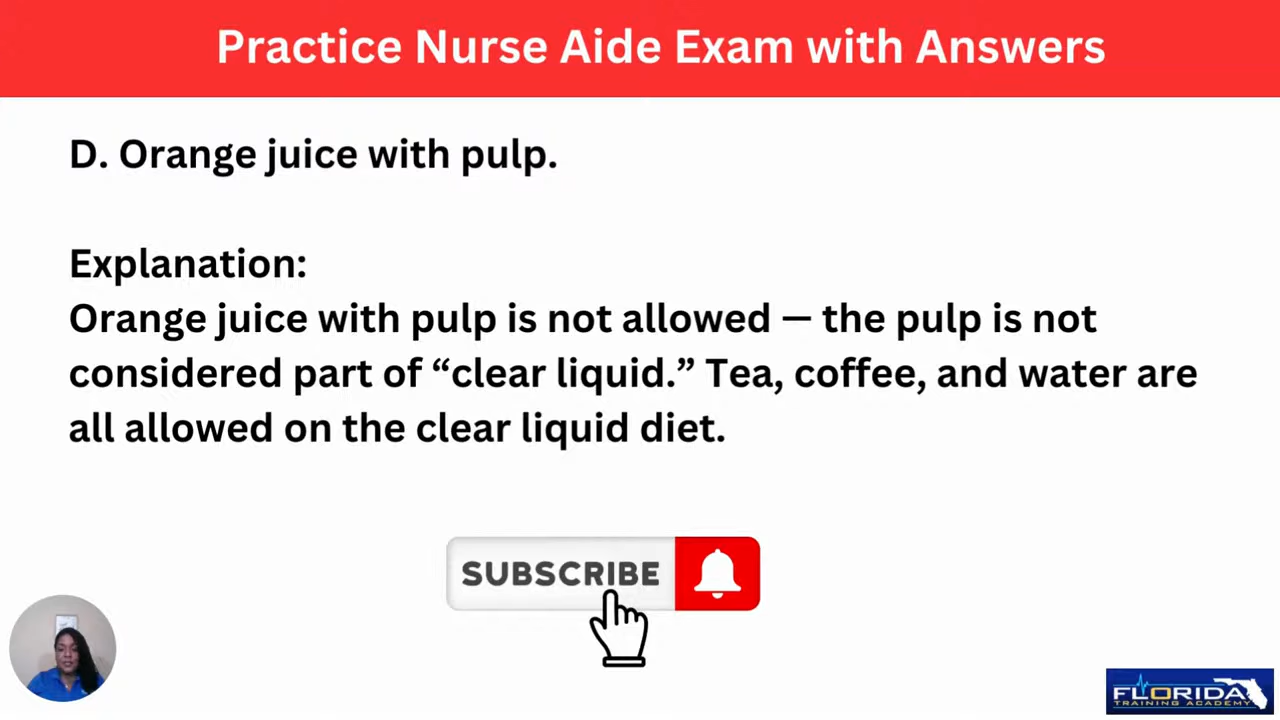 Practice Nurse Aide Exam with Answers
D. Orange juice with pulp.
Explanation:
Orange juice with pulp is not allowed — the pulp is not
considered part of “clear liquid.” Tea, coffee, and water are
all allowed on the clear liquid diet.
SUBSCRIBE
FLORIDA
TRAINING ACADEMY